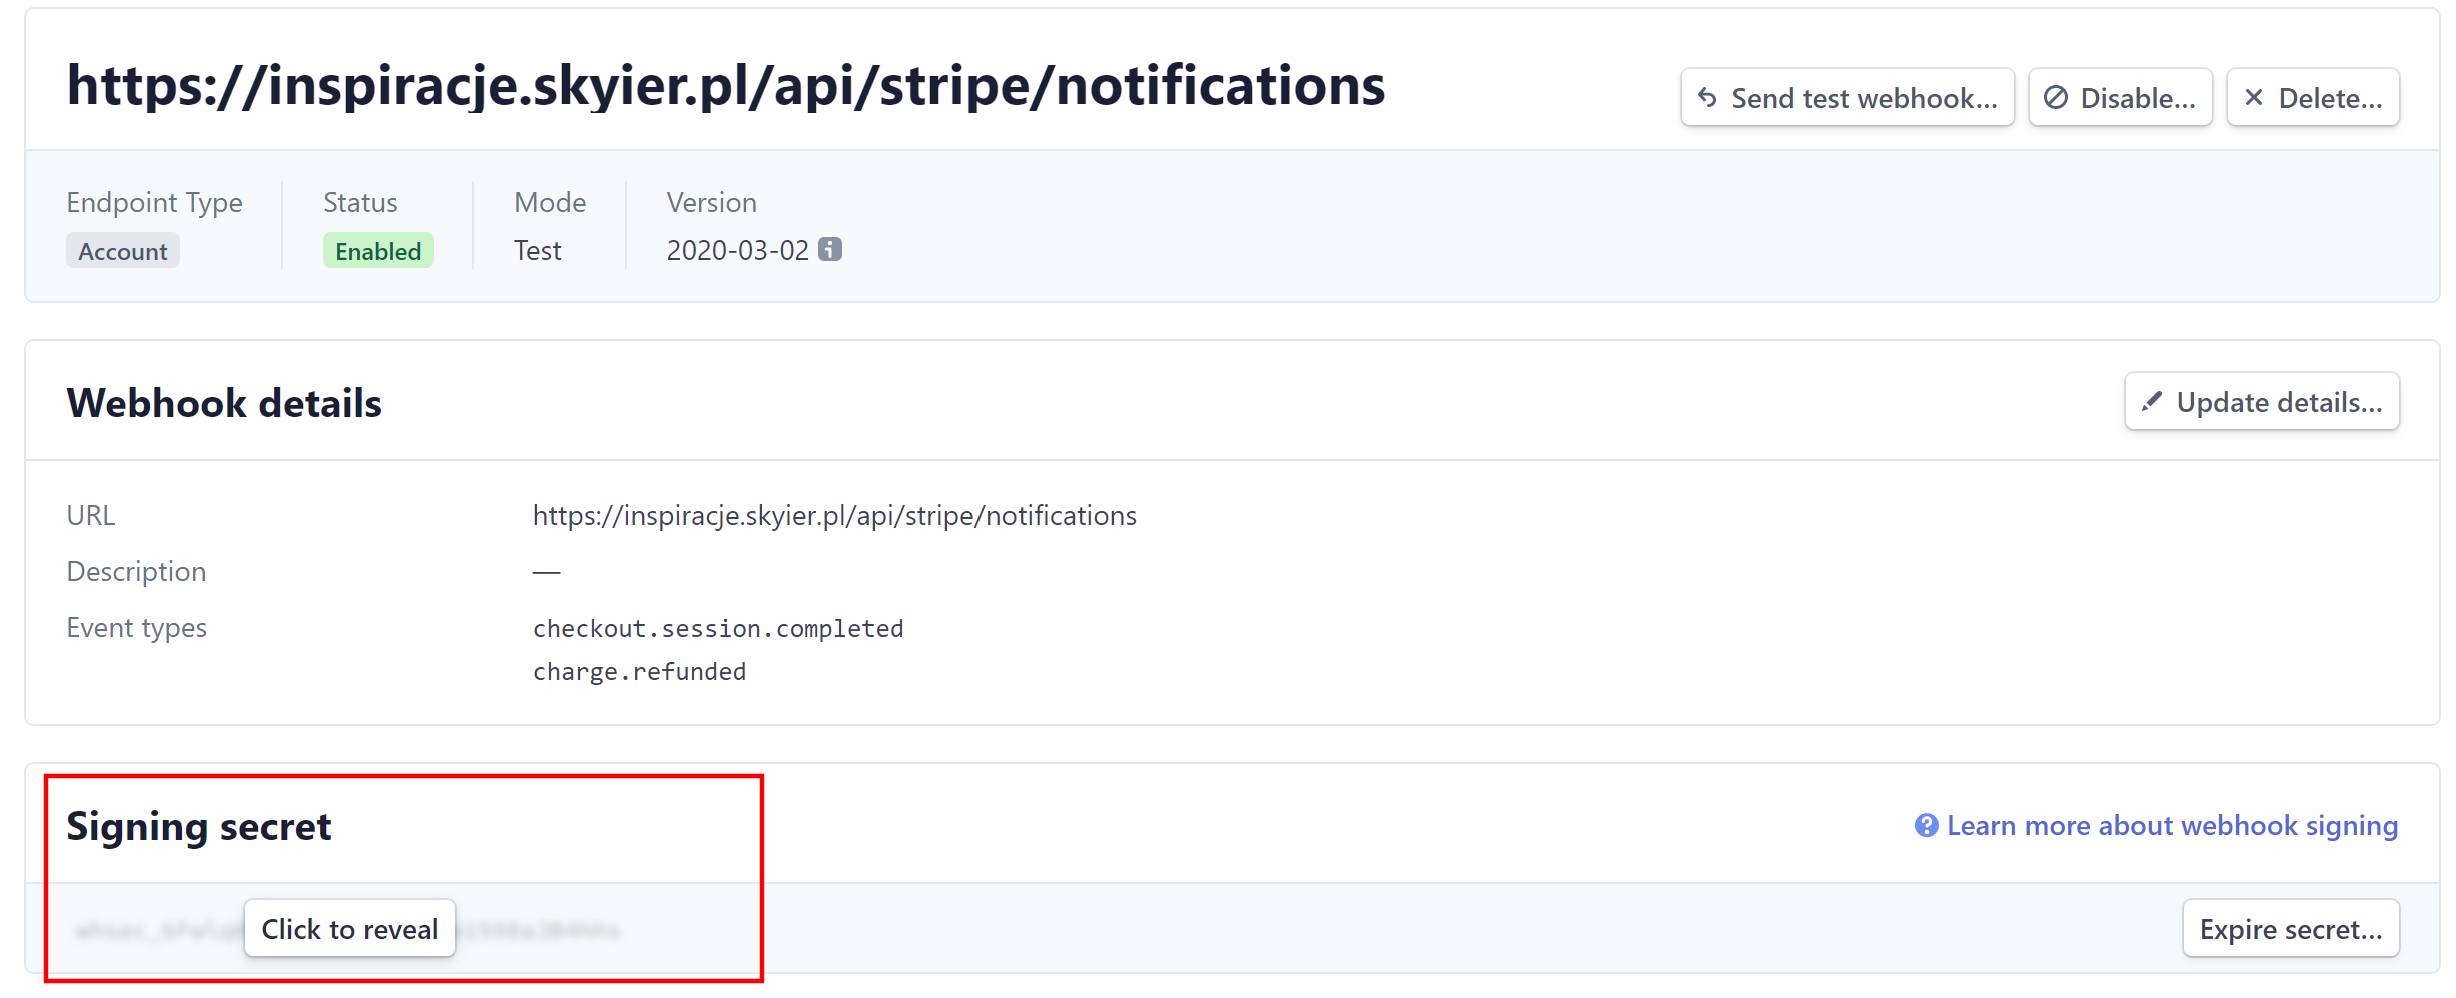 https://inspiracje.skyier.pl/api/stripe/notifications
Send test webhook...
Disable...
Delete...
Endpoint Type
Status
Mode
Version
Account
Enabled
Test
2020-03-02
Webhook details
Update details...
URL
https://inspiracje.skyier.pl/api/stripe/notifications
Description
—
Event types
checkout.session.completed
charge.refunded
Signing secret
Learn more about webhook signing
Click to reveal
Expire secret...